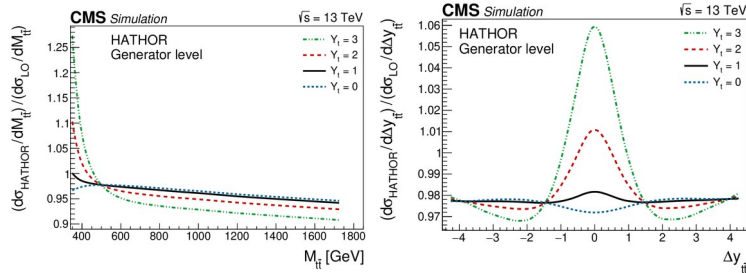 CMS Simulation
√s = 13 TeV
(dσHATHOR/dMtt̄)/(dσLO/dMtt̄)
HATHOR
Generator level
Yt = 3
Yt = 2
Yt = 1
Yt = 0
1.25
1.2
1.15
1.1
1.05
1
0.95
0.9
400 600 800 1000 1200 1400 1600 1800
Mtt̄ [GeV]
CMS Simulation
√s = 13 TeV
(dσHATHOR/dΔytt̄)/(dσLO/dΔytt̄)
HATHOR
Generator level
Yt = 3
Yt = 2
Yt = 1
Yt = 0
1.06
1.05
1.04
1.03
1.02
1.01
1
0.99
0.98
0.97
−4 −3 −2 −1 0 1 2 3 4
Δytt̄